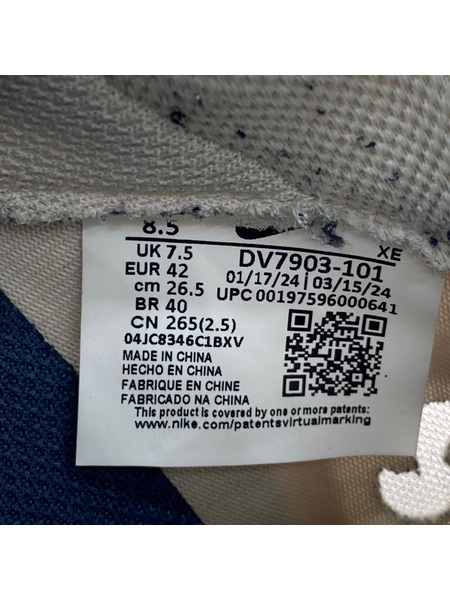 8.5
XE
UK 7.5
DV7903-101
EUR 42
01/17/24 | 03/15/24
cm 26.5
UPC 00197596000641
BR 40
CN 265(2.5)
04JC8346C1BXV
MADE IN CHINA
HECHO EN CHINA
FABRIQUE EN CHINE
FABRICADO NA CHINA
This product is covered by one or more patents:
www.nike.com/patentsvirtualmarking